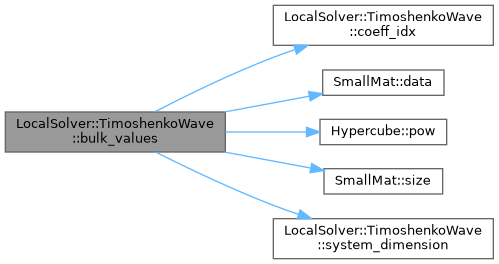 LocalSolver::TimoshenkoWave
::bulk_values
LocalSolver::TimoshenkoWave
::coeff_idx
SmallMat::data
Hypercube::pow
SmallMat::size
LocalSolver::TimoshenkoWave
::system_dimension